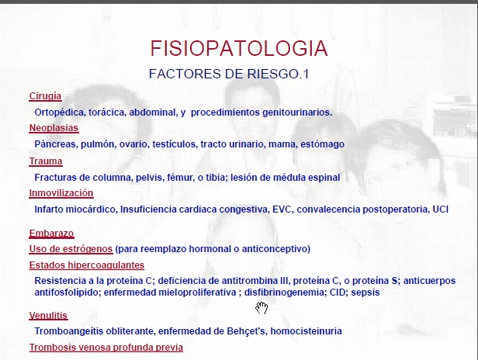 FISIOPATOLOGIA
FACTORES DE RIESGO.1
Cirugía
Ortopédica, torácica, abdominal, y procedimientos genitourinarios.
Neoplasias
Páncreas, pulmón, ovario, testículos, tracto urinario, mama, estómago
Trauma
Fracturas de columna, pelvis, fémur, o tibia; lesión de médula espinal
Inmovilización
Infarto miocárdico, Insuficiencia cardiaca congestiva, EVC, convalecencia postoperatoria, UCI
Embarazo
Uso de estrógenos (para reemplazo hormonal o anticonceptivo)
Estados hipercoagulantes
Resistencia a la proteína C; deficiencia de antitrombina III, proteína C, o proteína S; anticuerpos
antifosfolípido; enfermedad mieloproliferativa ; disfibrinogenemia; CID; sepsis
Venulitis
Tromboangeítis obliterante, enfermedad de Behçet's, homocisteinuria
Trombosis venosa profunda previa